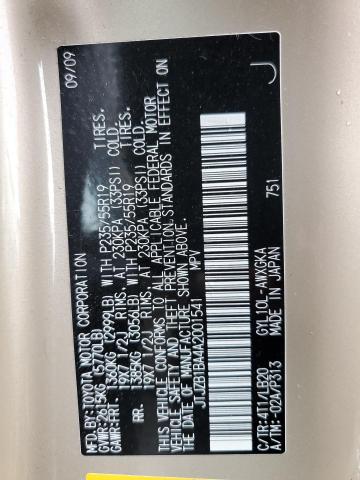 MFD.BY:TOYOTA MOTOR CORPORATION 09/09
GVWR:2615KG (5770LB)
GAWR:FRT. 1360KG (2999LB) WITH P235/55R19 TIRES.
19X7 1/2J RIMS. AT 230KPA (33PSI) COLD.
RR. 1385KG (3056LB) WITH P235/55R19 TIRES.
19X7 1/2J RIMS. AT 230KPA (33PSI) COLD.
THIS VEHICLE CONFORMS TO ALL APPLICABLE FEDERAL MOTOR
VEHICLE SAFETY AND THEFT PREVENTION STANDARDS IN EFFECT ON
THE DATE OF MANUFACTURE SHOWN ABOVE.
JTJZB1BA4A2001541 MPV
J
751
C/TR:4T7/LB20 GYL10L-AWXGKA
A/TM:-02A/P313 MADE IN JAPAN